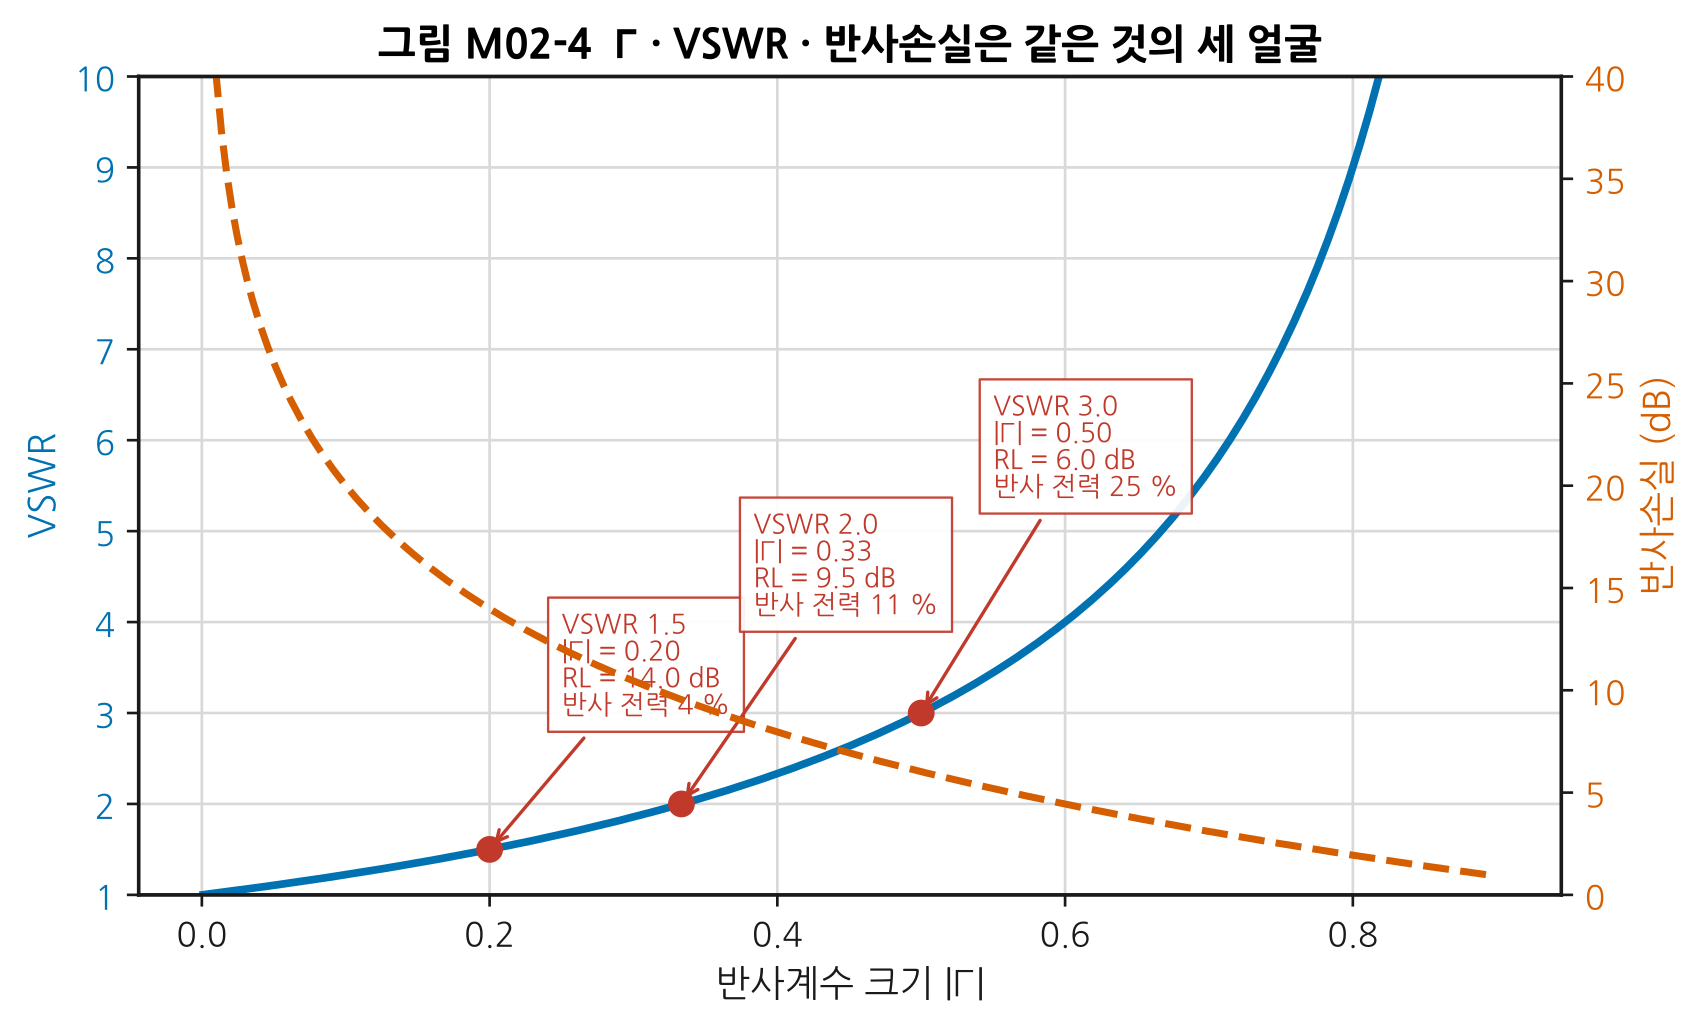 그림 M02-4 Γ · VSWR · 반사손실은 같은 것의 세 얼굴
VSWR
10
9
8
7
6
5
4
3
2
1
VSWR 1.5
|Γ| = 0.20
RL = 14.0 dB
반사 전력 4 %
VSWR 2.0
|Γ| = 0.33
RL = 9.5 dB
반사 전력 11 %
VSWR 3.0
|Γ| = 0.50
RL = 6.0 dB
반사 전력 25 %
40
35
30
25
20
15
10
5
0
반사손실 (dB)
0.0 0.2 0.4 0.6 0.8
반사계수 크기 |Γ|